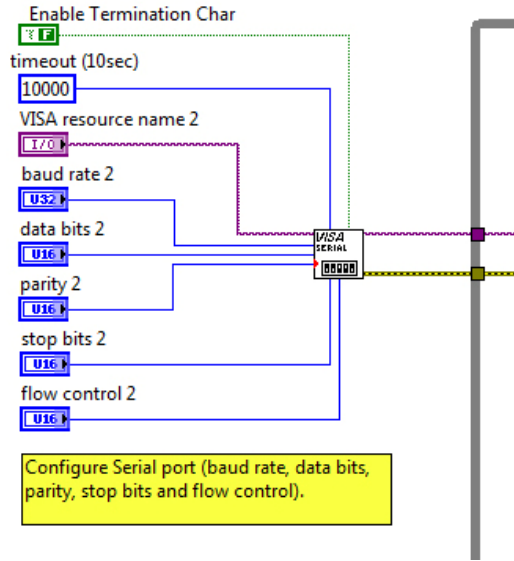 Enable Termination Char
F
timeout (10sec)
10000
VISA resource name 2
I/O
baud rate 2
U32
data bits 2
U16
VISA
SERIAL
parity 2
U16
stop bits 2
U16
flow control 2
U16
Configure Serial port (baud rate, data bits,
parity, stop bits and flow control).